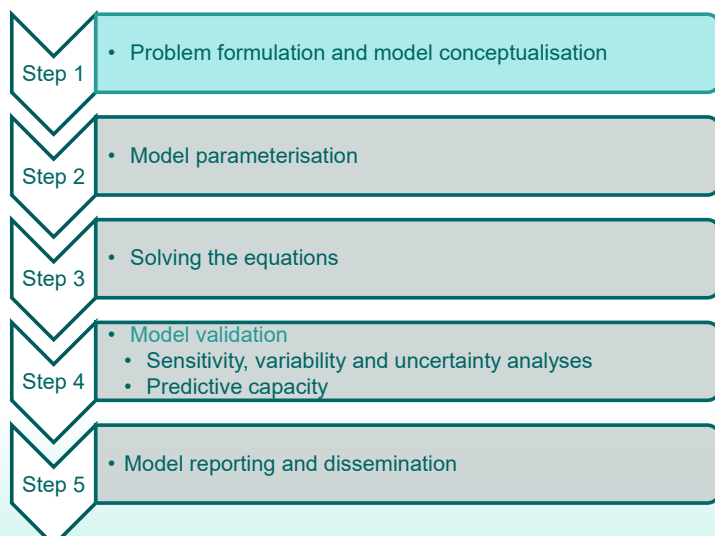 Step 1
• Problem formulation and model conceptualisation
Step 2
• Model parameterisation
Step 3
• Solving the equations
Step 4
• Model validation
• Sensitivity, variability and uncertainty analyses
• Predictive capacity
Step 5
• Model reporting and dissemination